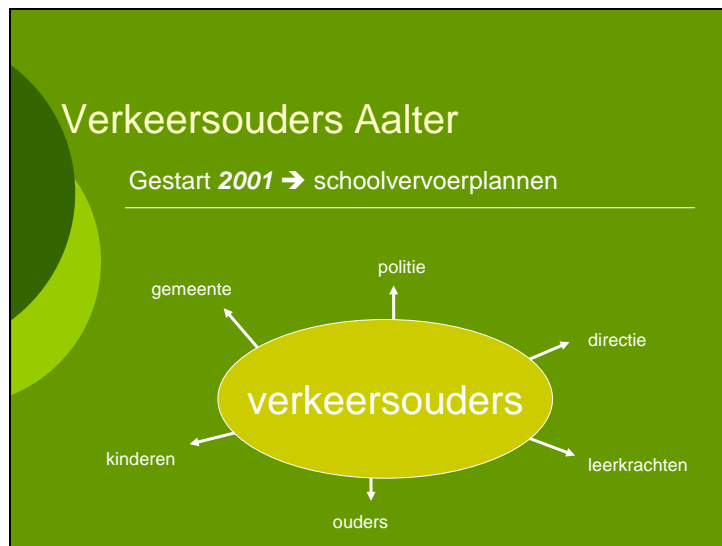 Verkeersouders Aalter
Gestart 2001 ➔ schoolvervoerplannen
politie
gemeente
directie
verkeersouders
kinderen
leerkrachten
ouders